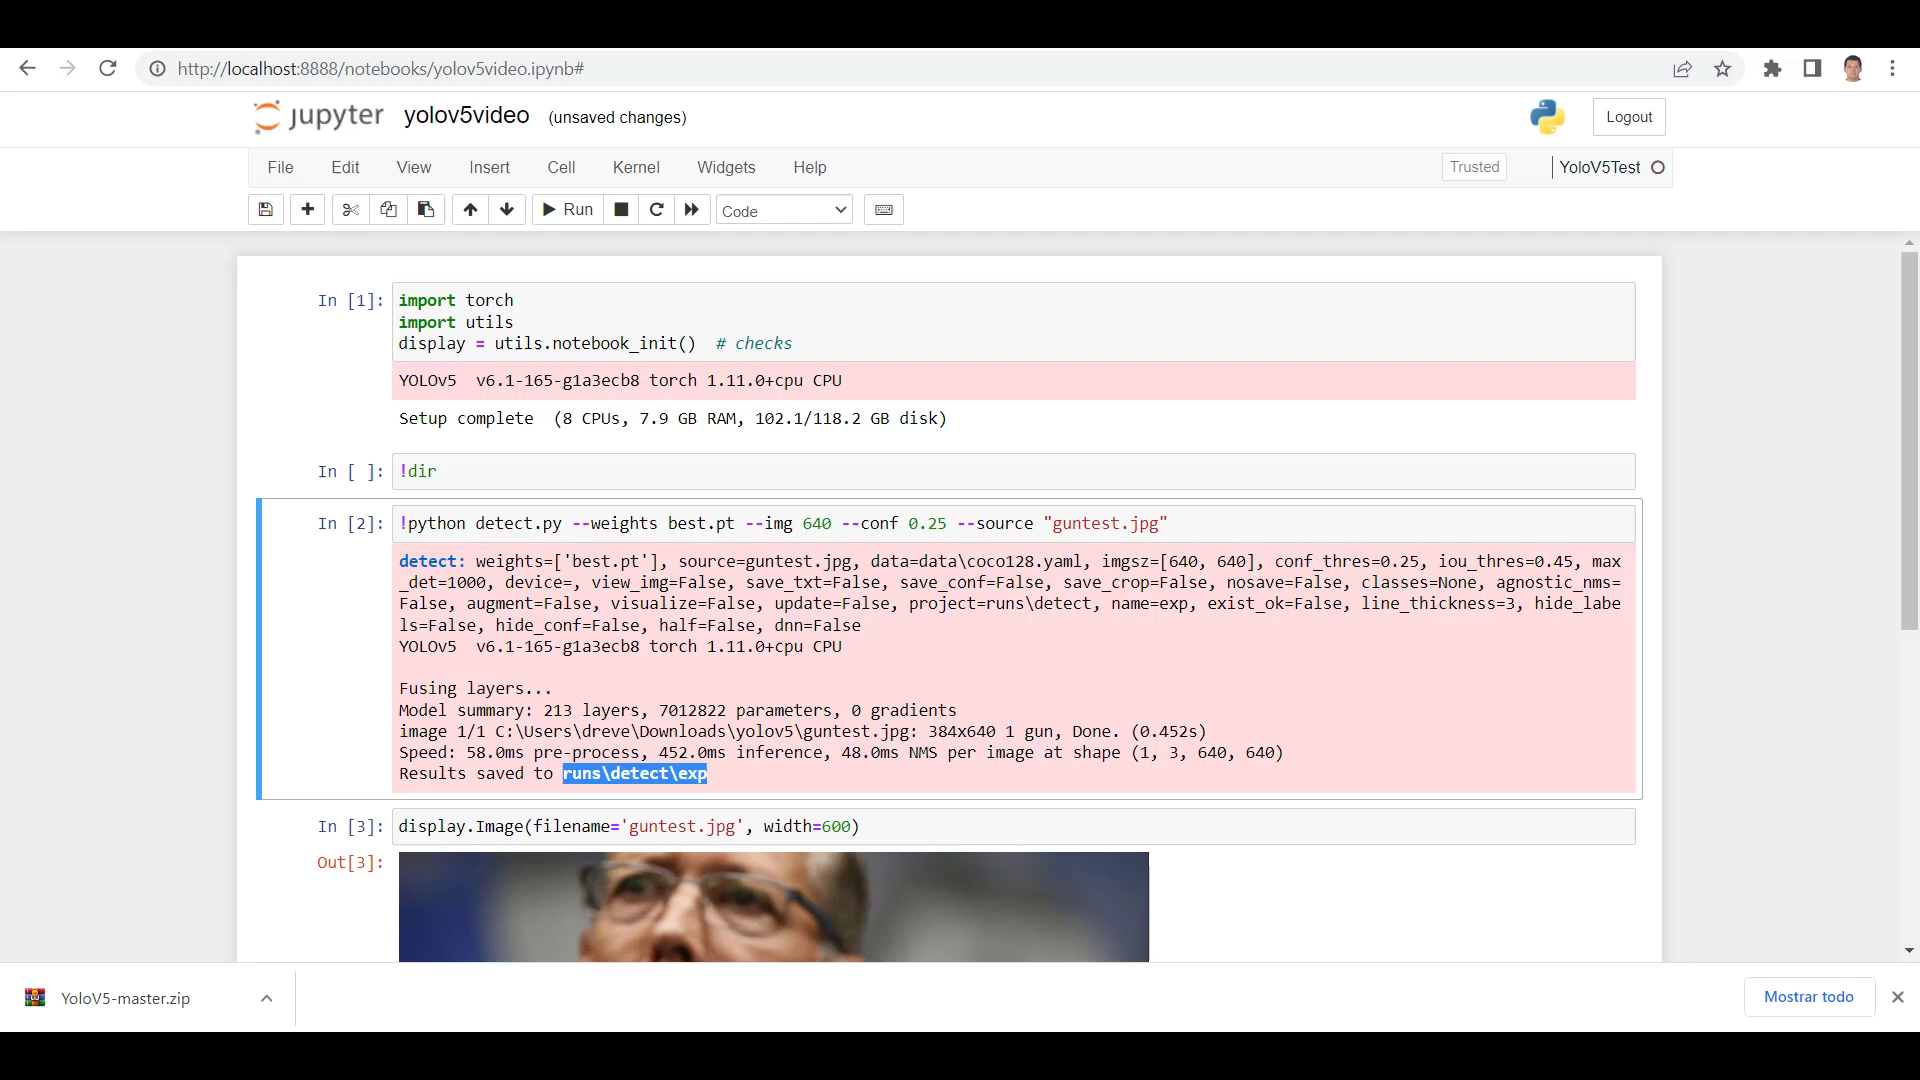 http://localhost:8888/notebooks/yolov5video.ipynb#
jupyter yolov5video (unsaved changes) Logout
File Edit View Insert Cell Kernel Widgets Help Trusted YoloV5Test
Run Code
In [1]: import torch
import utils
display = utils.notebook_init()  # checks
YOLOv5  v6.1-165-g1a3ecb8 torch 1.11.0+cpu CPU
Setup complete  (8 CPUs, 7.9 GB RAM, 102.1/118.2 GB disk)
In [ ]: !dir
In [2]: !python detect.py --weights best.pt --img 640 --conf 0.25 --source "guntest.jpg"
detect: weights=['best.pt'], source=guntest.jpg, data=data\coco128.yaml, imgsz=[640, 640], conf_thres=0.25, iou_thres=0.45, max
_det=1000, device=, view_img=False, save_txt=False, save_conf=False, save_crop=False, nosave=False, classes=None, agnostic_nms=
False, augment=False, visualize=False, update=False, project=runs\detect, name=exp, exist_ok=False, line_thickness=3, hide_labe
ls=False, hide_conf=False, half=False, dnn=False
YOLOv5  v6.1-165-g1a3ecb8 torch 1.11.0+cpu CPU
Fusing layers...
Model summary: 213 layers, 7012822 parameters, 0 gradients
image 1/1 C:\Users\dreve\Downloads\yolov5\guntest.jpg: 384x640 1 gun, Done. (0.452s)
Speed: 58.0ms pre-process, 452.0ms inference, 48.0ms NMS per image at shape (1, 3, 640, 640)
Results saved to runs\detect\exp
In [3]: display.Image(filename='guntest.jpg', width=600)
Out[3]:
YoloV5-master.zip Mostrar todo